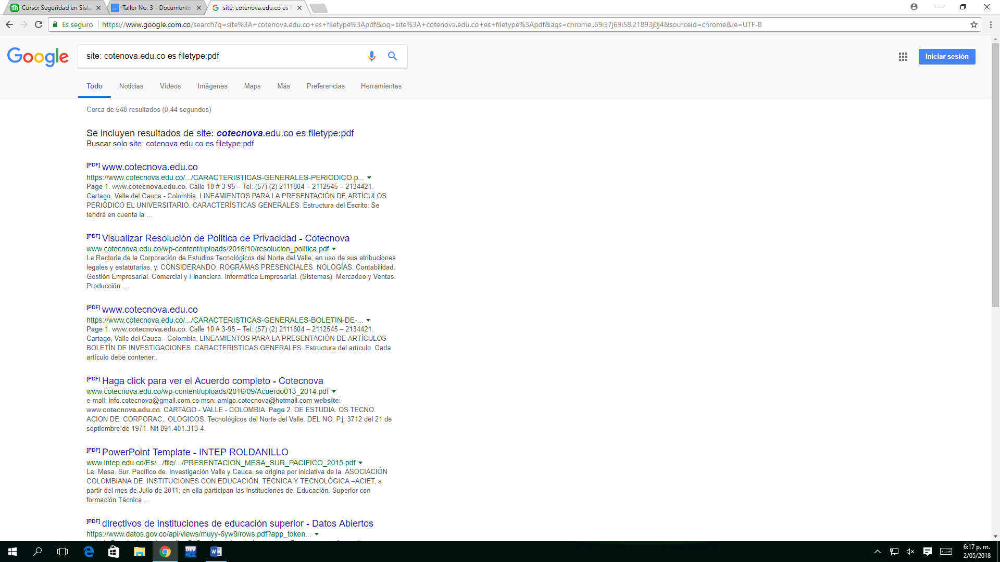 Curso: Seguridad en Siste
Taller No. 3 - Documento
site: cotenova.edu.co es f
Es seguro
https://www.google.com.co/search?q=site%3A+cotenova.edu.co+es+filetype%3Apdf&oq=site%3A+cotenova.edu.co+es+filetype%3Apdf&aqs=chrome..69i57j69i58.21893j0j4&sourceid=chrome&ie=UTF-8
Google
site: cotenova.edu.co es filetype:pdf
Iniciar sesión
Todo Noticias Vídeos Imágenes Maps Más Preferencias Herramientas
Cerca de 548 resultados (0,44 segundos)
Se incluyen resultados de site: cotecnova.edu.co es filetype:pdf
Buscar solo site: cotenova.edu.co es filetype:pdf
[PDF] www.cotecnova.edu.co
https://www.cotecnova.edu.co/.../CARACTERISTICAS-GENERALES-PERIODICO.p...
Page 1. www.cotecnova.edu.co. Calle 10 # 3-95 – Tel: (57) (2) 2111804 – 2112545 – 2134421.
Cartago, Valle del Cauca - Colombia. LINEAMIENTOS PARA LA PRESENTACIÓN DE ARTÍCULOS
PERIÓDICO EL UNIVERSITARIO. CARACTERÍSTICAS GENERALES. Estructura del Escrito: Se
tendrá en cuenta la ...
[PDF] Visualizar Resolución de Politica de Privacidad - Cotecnova
www.cotecnova.edu.co/wp-content/uploads/2016/10/resolucion_politica.pdf
La Rectoria de la Corporación de Estudios Tecnológicos del Norte del Valle, en uso de sus atribuciones
legales y estatutarias, y. CONSIDERANDO. ROGRAMAS PRESENCIALES. NOLOGÍAS. Contabilidad.
Gestión Empresarial. Comercial y Financiera. Informática Empresarial. (Sistemas). Mercadeo y Ventas.
Producción ...
[PDF] www.cotecnova.edu.co
https://www.cotecnova.edu.co/.../CARACTERISTICAS-GENERALES-BOLETIN-DE-...
Page 1. www.cotecnova.edu.co. Calle 10 # 3-95 – Tel: (57) (2) 2111804 – 2112545 – 2134421.
Cartago, Valle del Cauca - Colombia. LINEAMIENTOS PARA LA PRESENTACIÓN DE ARTÍCULOS
BOLETÍN DE INVESTIGACIONES. CARACTERISTICAS GENERALES. Estructura del artículo. Cada
artículo debe contener:.
[PDF] Haga click para ver el Acuerdo completo - Cotecnova
www.cotecnova.edu.co/wp-content/uploads/2016/09/Acuerdo013_2014.pdf
e-mail: info.cotecnova@gmail.com.co msn: amigo.cotecnova@hotmail.com website:
www.cotecnova.edu.co. CARTAGO - VALLE - COLOMBIA. Page 2. DE ESTUDIA. OS TECNO.
ACION DE. CORPORAC,. OLOGICOS. Tecnológicos del Norte del Valle. DEL NO. P.j. 3712 del 21 de
septiembre de 1971. Nit 891.401.313-4.
[PDF] PowerPoint Template - INTEP ROLDANILLO
www.intep.edu.co/Es/.../file/.../PRESENTACION_MESA_SUR_PACIFICO_2015.pdf
La. Mesa. Sur. Pacífico de. Investigación Valle y Cauca, se origina por iniciativa de la. ASOCIACIÓN
COLOMBIANA DE. INSTITUCIONES CON EDUCACIÓN. TÉCNICA Y TECNOLÓGICA –ACIET, a
partir del mes de Julio de 2011; en ella participan las Instituciones de. Educación. Superior con
formación Técnica ...
[PDF] directivos de instituciones de educación superior - Datos Abiertos
https://www.datos.gov.co/api/views/muyy-6yw9/rows.pdf?app_token...
DEV
C++
6:17 p. m.
2/05/2018